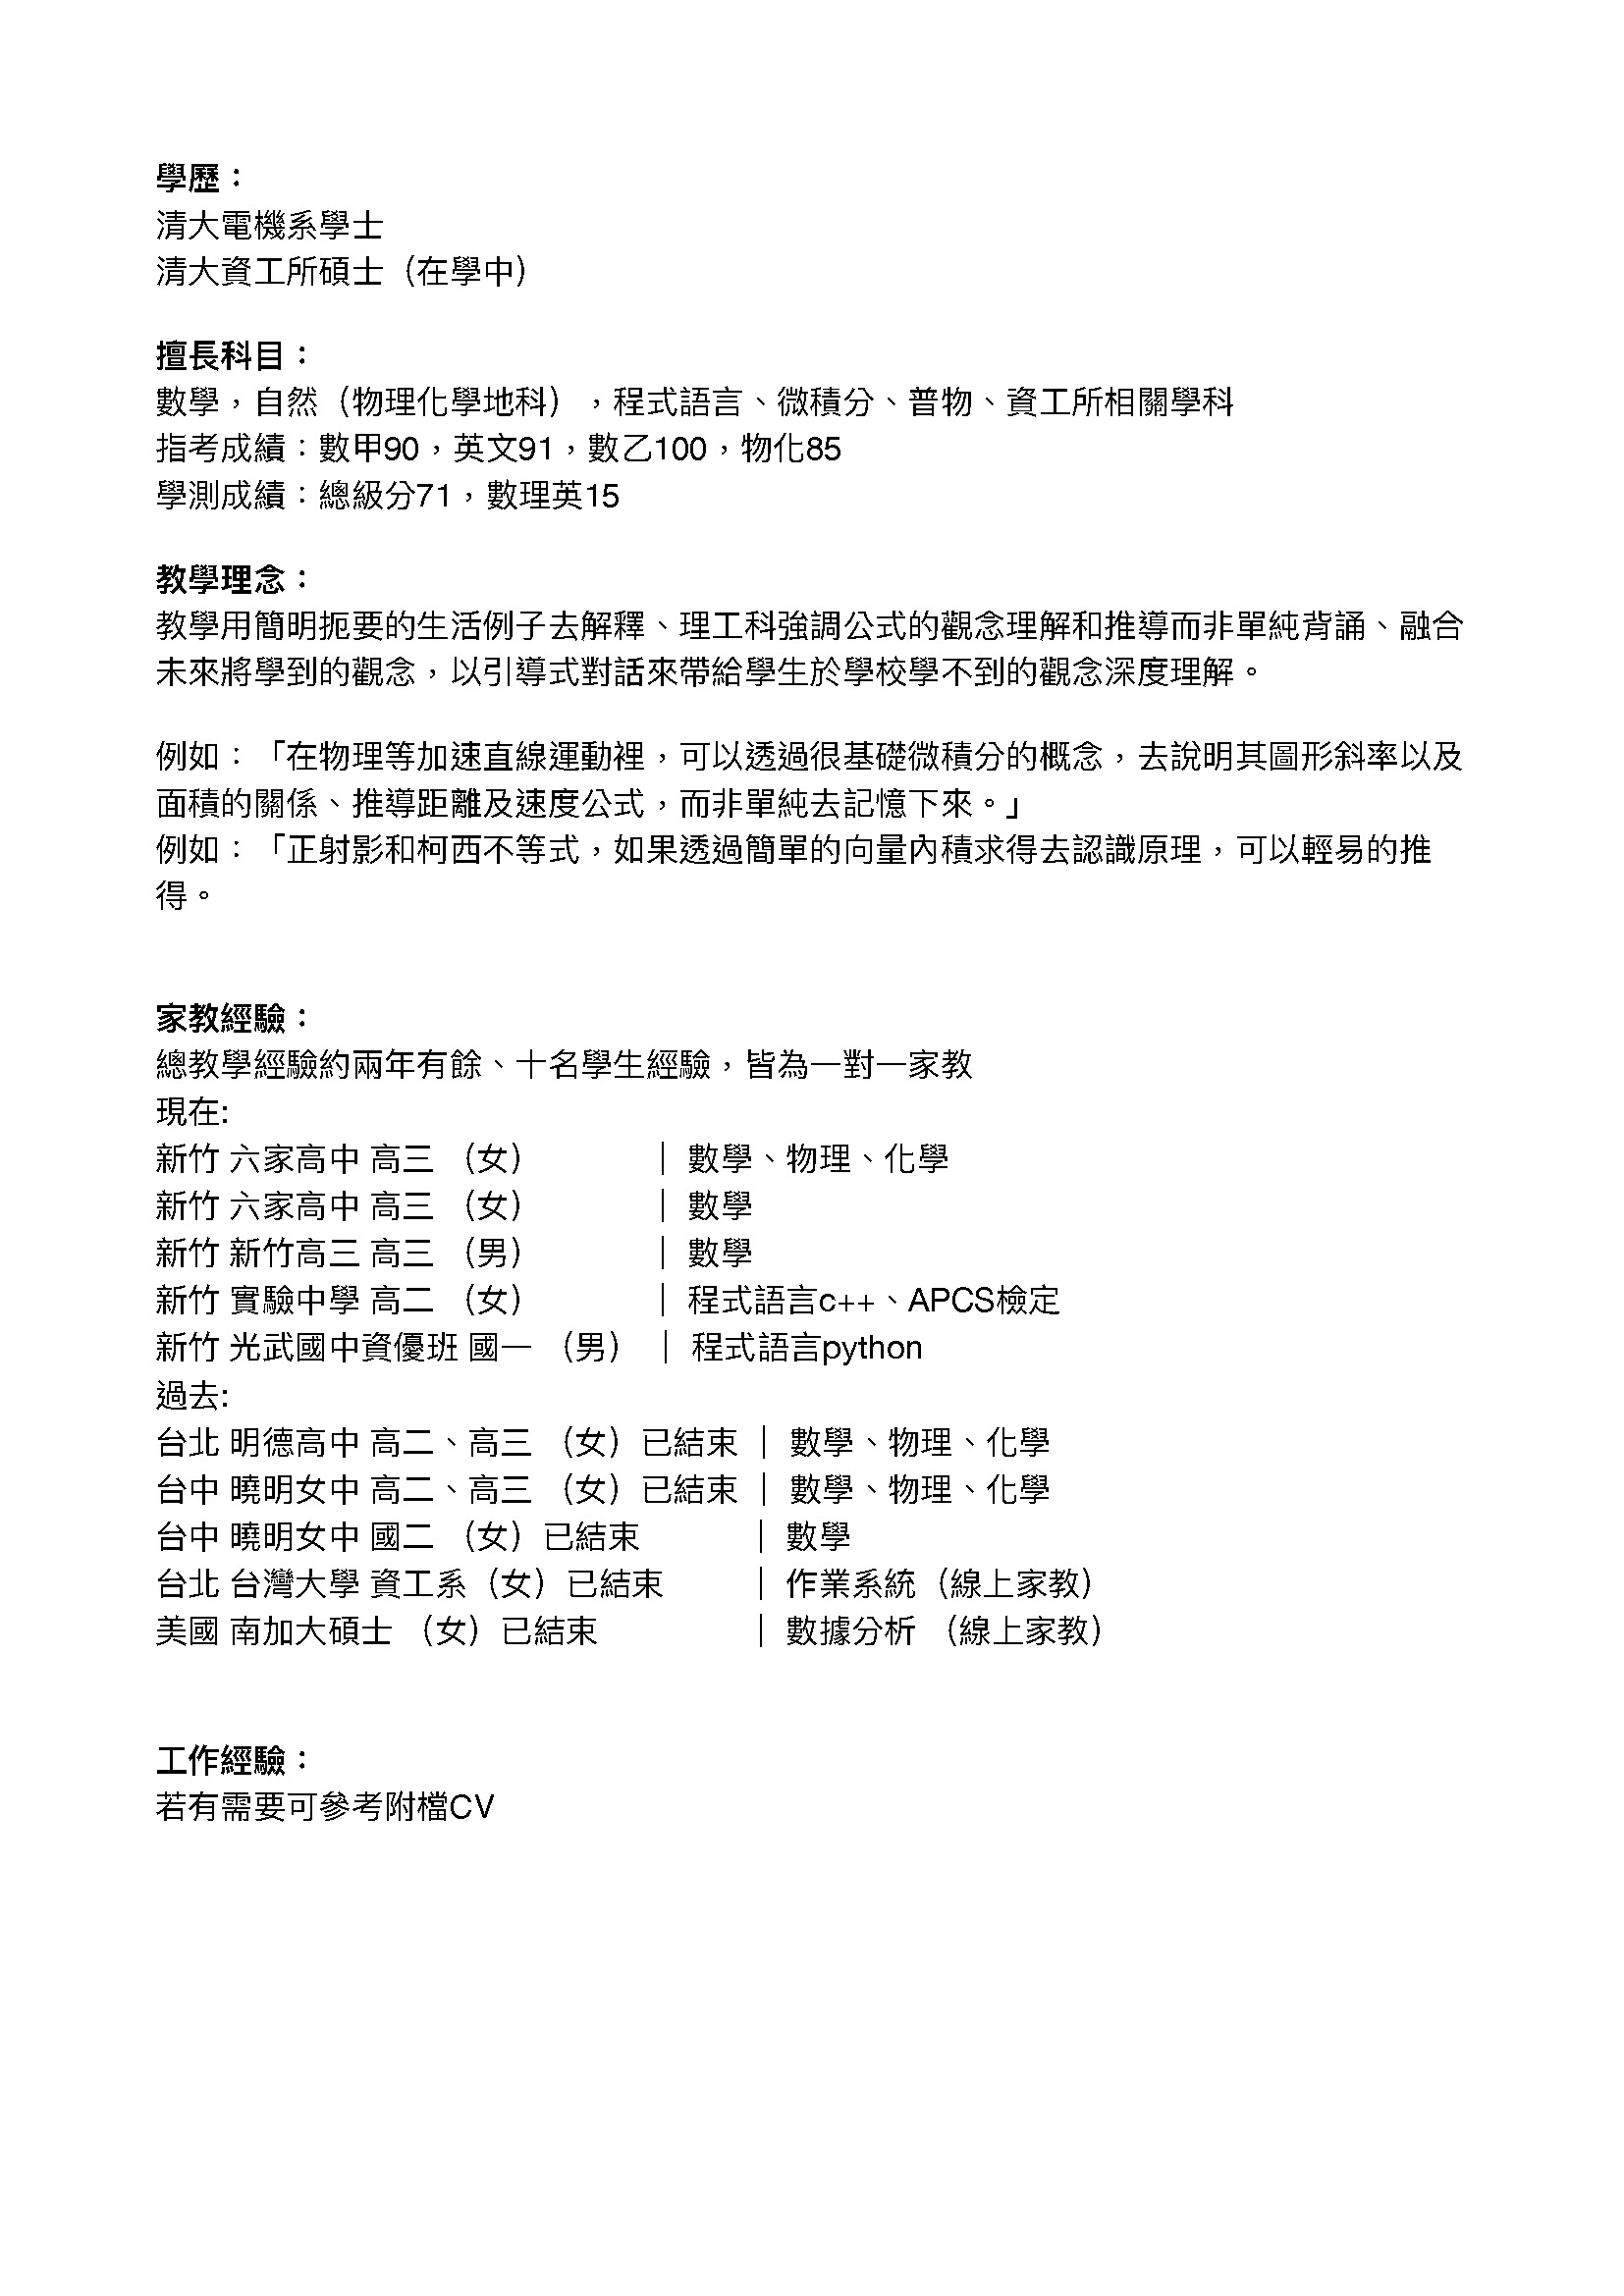 學歷：
清大電機系學士
清大資工所碩士（在學中）
擅長科目：
數學，自然（物理化學地科），程式語言、微積分、普物、資工所相關學科
指考成績：數甲90，英文91，數乙100，物化85
學測成績：總級分71，數理英15
教學理念：
教學用簡明扼要的生活例子去解釋、理工科強調公式的觀念理解和推導而非單純背誦、融合
未來將學到的觀念，以引導式對話來帶給學生於學校學不到的觀念深度理解。
例如：「在物理等加速直線運動裡，可以透過很基礎微積分的概念，去說明其圖形斜率以及
面積的關係、推導距離及速度公式，而非單純去記憶下來。」
例如：「正射影和柯西不等式，如果透過簡單的向量內積求得去認識原理，可以輕易的推
得。
家教經驗：
總教學經驗約兩年有餘、十名學生經驗，皆為一對一家教
現在:
新竹 六家高中 高三 （女） ｜ 數學、物理、化學
新竹 六家高中 高三 （女） ｜ 數學
新竹 新竹高三 高三 （男） ｜ 數學
新竹 實驗中學 高二 （女） ｜ 程式語言c++、APCS檢定
新竹 光武國中資優班 國一 （男） ｜ 程式語言python
過去:
台北 明德高中 高二、高三 （女）已結束 ｜ 數學、物理、化學
台中 曉明女中 高二、高三 （女）已結束 ｜ 數學、物理、化學
台中 曉明女中 國二 （女）已結束 ｜ 數學
台北 台灣大學 資工系（女）已結束 ｜ 作業系統（線上家教）
美國 南加大碩士 （女）已結束 ｜ 數據分析 （線上家教）
工作經驗：
若有需要可參考附檔CV